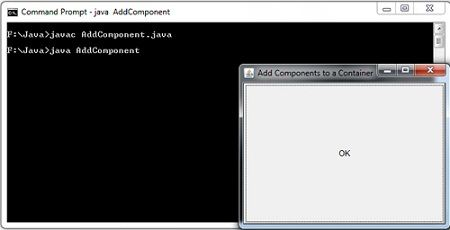 Command Prompt - java  AddComponent
F:\Java>javac AddComponent.java
F:\Java>java AddComponent
Add Components to a Container
OK